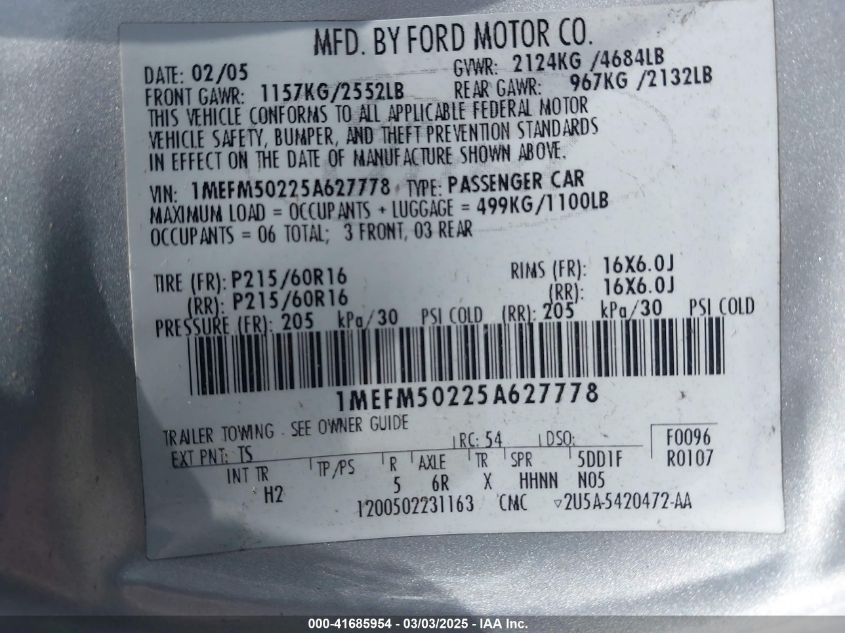 MFD. BY FORD MOTOR CO.
DATE: 02/05 GVWR: 2124KG /4684LB
FRONT GAWR: 1157KG/2552LB REAR GAWR: 967KG /2132LB
THIS VEHICLE CONFORMS TO ALL APPLICABLE FEDERAL MOTOR
VEHICLE SAFETY, BUMPER, AND THEFT PREVENTION STANDARDS
IN EFFECT ON THE DATE OF MANUFACTURE SHOWN ABOVE.
VIN: 1MEFM50225A627778 TYPE: PASSENGER CAR
MAXIMUM LOAD = OCCUPANTS + LUGGAGE = 499KG/1100LB
OCCUPANTS = 06 TOTAL; 3 FRONT, 03 REAR
TIRE (FR): P215/60R16 RIMS (FR): 16X6.0J
(RR): P215/60R16 (RR): 16X6.0J
PRESSURE (FR): 205 kPa/30 PSI COLD (RR): 205 kPa/30 PSI COLD
1MEFM50225A627778
TRAILER TOWING - SEE OWNER GUIDE
EXT PNT: TS RC: 54 DSO: F0096
INT TR TP/PS R AXLE TR SPR 5DD1F R0107
H2 5 6R X HHNN N05
1200502231163 CMC ▽2U5A-5420472-AA
000-41685954 - 03/03/2025 - IAA Inc.